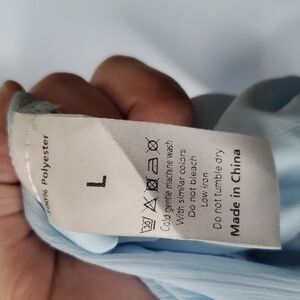 100% Polyester
L
Cold gentle machine wash
With similar colors
Do not bleach
Low iron
Do not tumble dry
Made in China